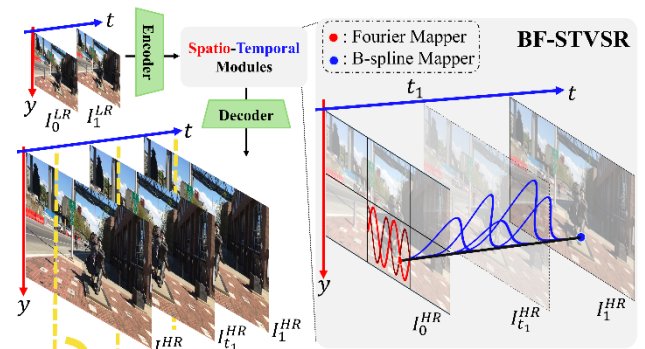 t
y
I_0^{LR}
I_1^{LR}
Encoder
Spatio-Temporal
Modules
Decoder
t
y
I^{HR}
I_{t_1}^{HR}
I_1^{HR}
: Fourier Mapper
: B-spline Mapper
BF-STVSR
t_1
t
y
I_0^{HR}
I_{t_1}^{HR}
I_1^{HR}